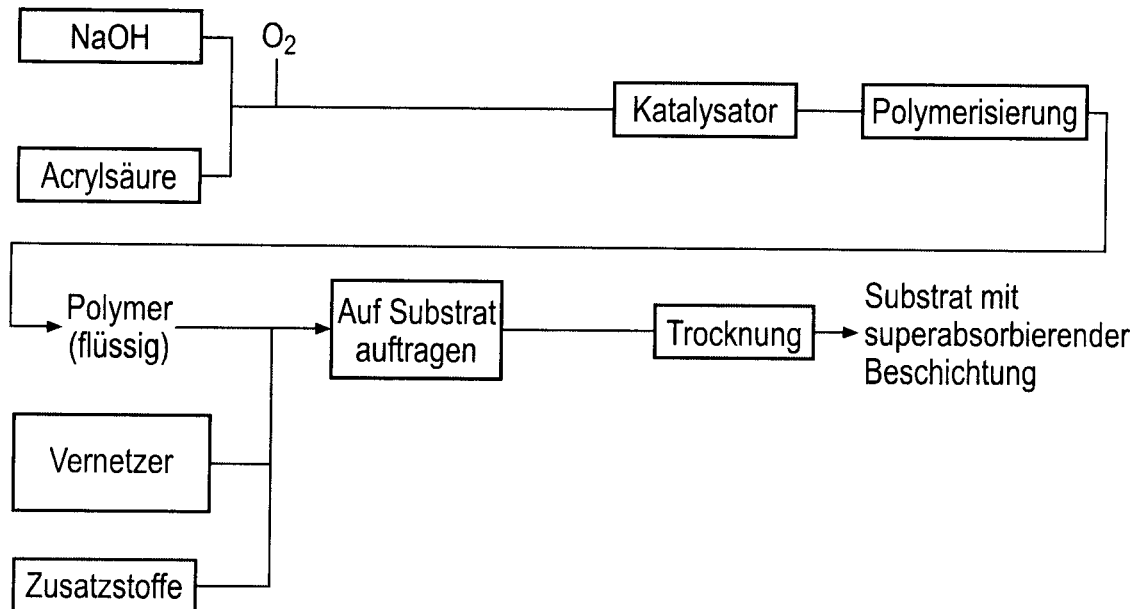 NaOH
O₂
Katalysator
Polymerisierung
Acrylsäure
Polymer
(flüssig)
Auf Substrat
auftragen
Trocknung
Substrat mit
superabsorbierender
Beschichtung
Vernetzer
Zusatzstoffe